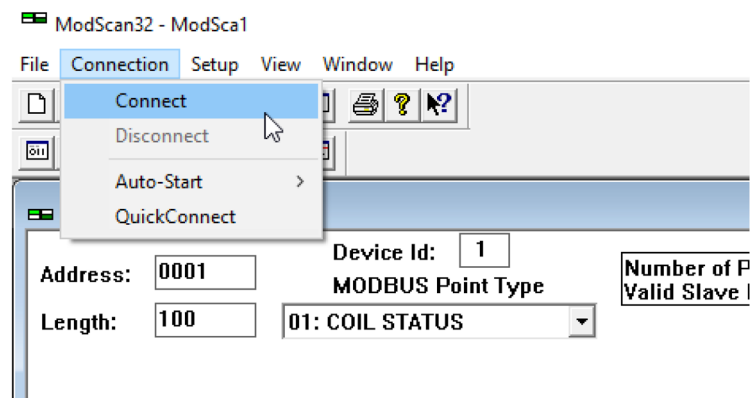 ModScan32 - ModSca1
File Connection Setup View Window Help
Connect
Disconnect
Auto-Start
QuickConnect
Device Id: 1
Address: 0001
MODBUS Point Type
Number of P
Valid Slave
Length: 100
01: COIL STATUS